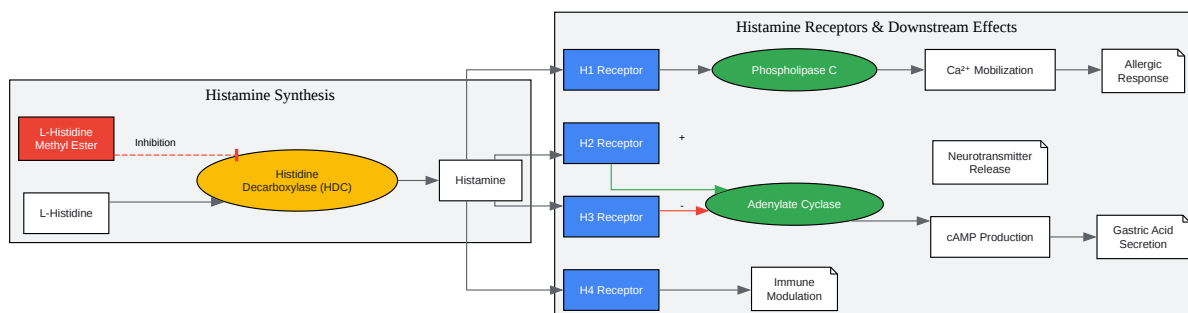 Histamine Receptors & Downstream Effects
H1 Receptor
Phospholipase C
Ca²⁺ Mobilization
Allergic
Response
Histamine Synthesis
L-Histidine
Methyl Ester
Inhibition
Histidine
Decarboxylase (HDC)
Histamine
L-Histidine
H2 Receptor
+
Neurotransmitter
Release
H3 Receptor
-
Adenylate Cyclase
cAMP Production
Gastric Acid
Secretion
H4 Receptor
Immune
Modulation